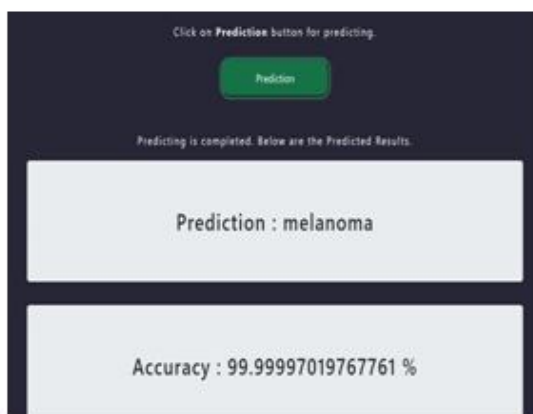 Click on Prediction button for predicting.
Prediction
Predicting is completed. Below are the Predicted Results.
Prediction : melanoma
Accuracy : 99.99997019767761 %